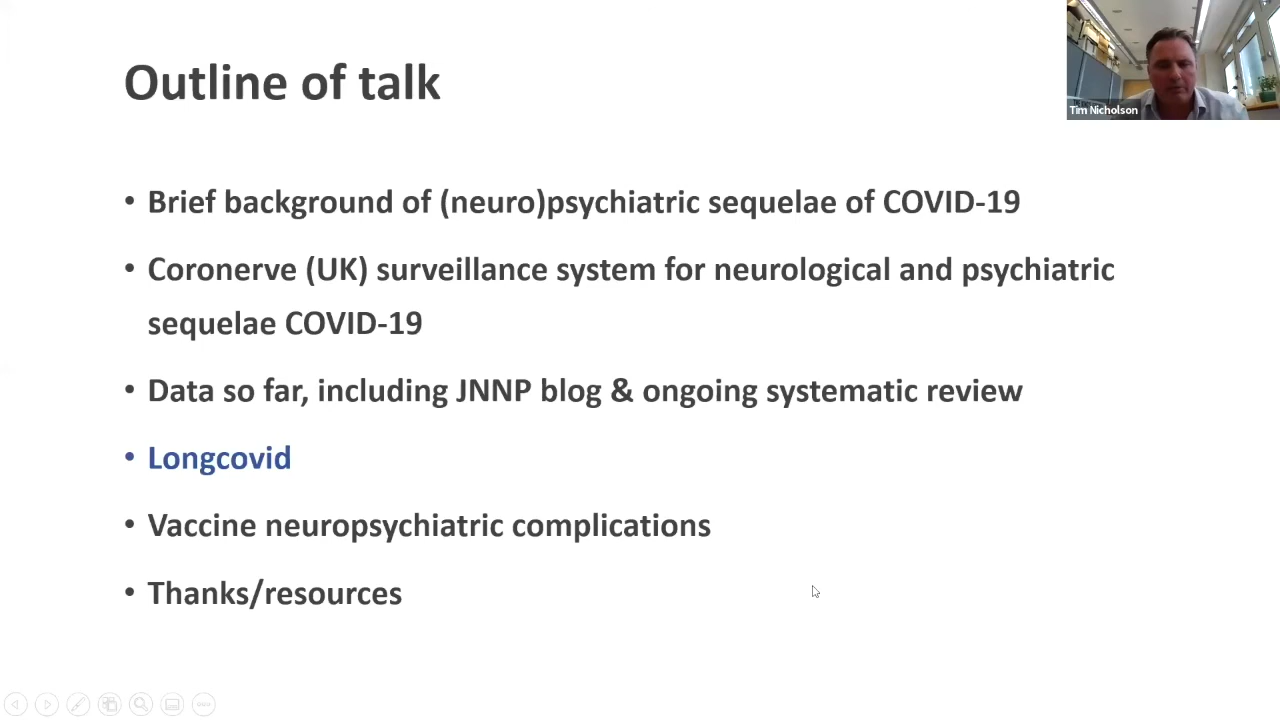 Outline of talk
Tim Nicholson
• Brief background of (neuro)psychiatric sequelae of COVID-19
• Coronerve (UK) surveillance system for neurological and psychiatric
sequelae COVID-19
• Data so far, including JNNP blog & ongoing systematic review
• Longcovid
• Vaccine neuropsychiatric complications
• Thanks/resources